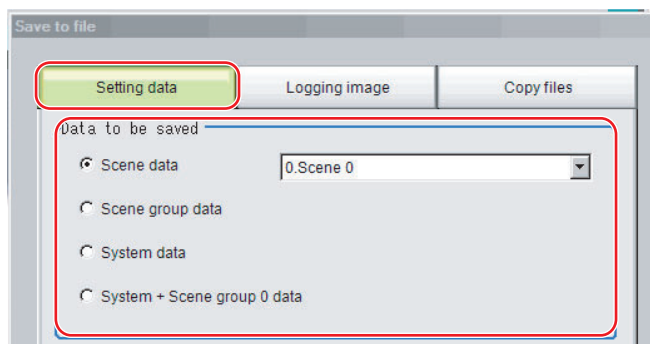 Save to file
Setting data Logging image Copy files
Data to be saved
Scene data 0.Scene 0
Scene group data
System data
System + Scene group 0 data